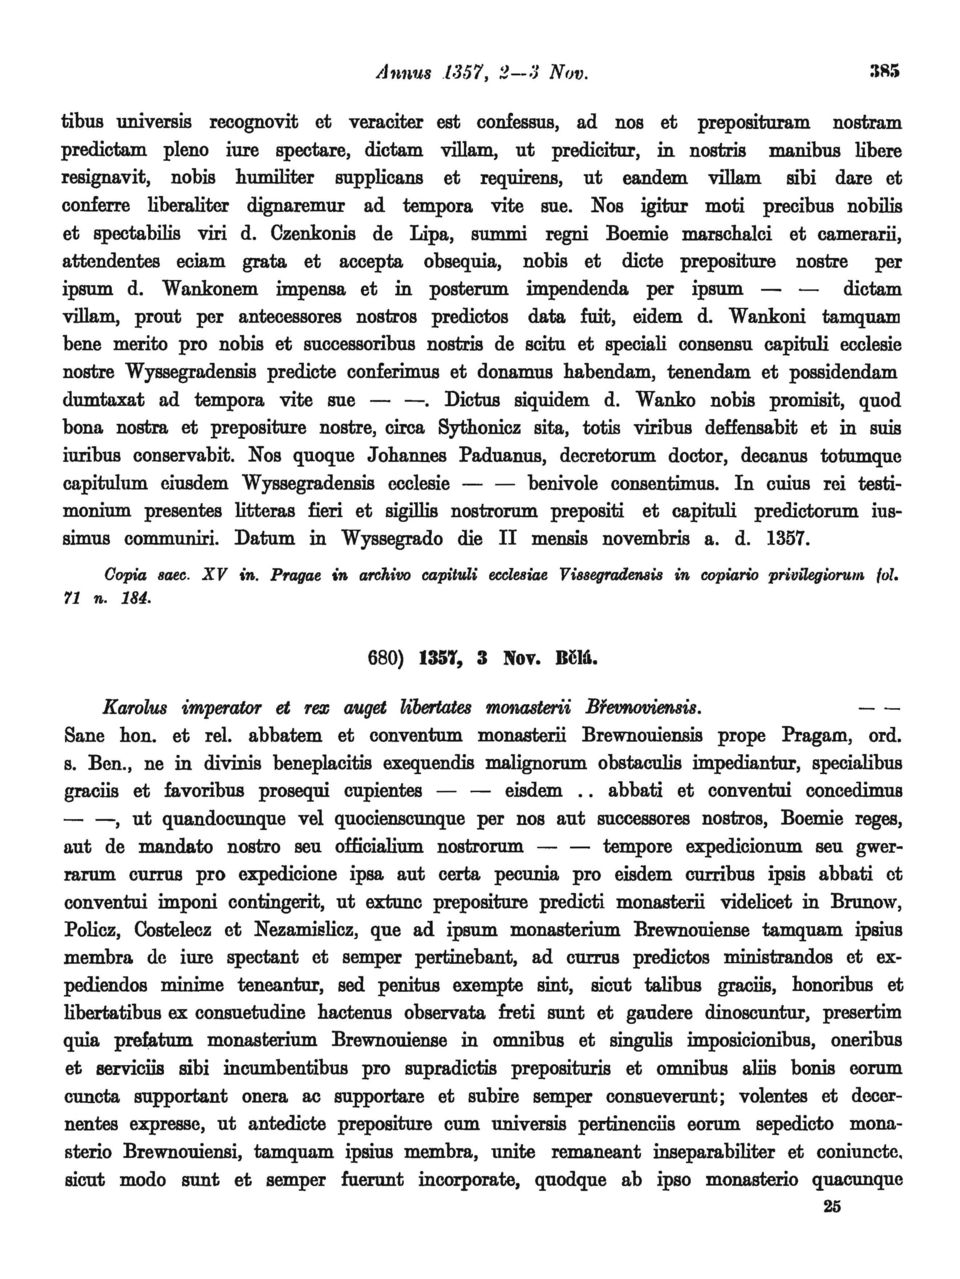 Annus 1357, 2—3 Nov. 385
tibus universis recognovit et veraciter est confessus, ad nos et preposituram nostram
predictam pleno iure spectare, dictam villam, ut predicitur, in nostris manibus libere
resignavit, nobis humiliter supplicans et requirens, ut eandem villam sibi dare et
conferre liberaliter dignaremur ad tempora vite sue. Nos igitur moti precibus nobilis
et spectabilis viri d. Czenkonis de Lipa, summi regni Boemie marschalci et camerarii,
attendentes eciam grata et accepta obsequia, nobis et dicte prepositure nostre per
ipsum d. Wankonem impensa et in posterum impendenda per ipsum — — dictam
villam, prout per antecessores nostros predictos data fuit, eidem d. Wankoni tamquam
bene merito pro nobis et successoribus nostris de scitu et speciali consensu capituli ecclesie
nostre Wyssegradensis predicte conferimus et donamus habendam, tenendam et possidendam
dumtaxat ad tempora vite sue — —. Dictus siquidem d. Wanko nobis promisit, quod
bona nostra et prepositure nostre, circa Sythonicz sita, totis viribus deffensabit et in suis
iuribus conservabit. Nos quoque Johannes Paduanus, decretorum doctor, decanus totumque
capitulum eiusdem Wyssegradensis ecclesie — — benivole consentimus. In cuius rei testi-
monium presentes litteras fieri et sigillis nostrorum prepositi et capituli predictorum ius-
simus communiri. Datum in Wyssegrado die II mensis novembris a. d. 1357.
Copia saec. XV in. Pragae in archivo capituli ecclesiae Vissegradensis in copiario privilegiorum fol.
71 n. 184.
680) 1357, 3 Nov. Bělá.
Karolus imperator et rex auget libertates monasterii Břevnoviensis. — —
Sane hon. et rel. abbatem et conventum monasterii Brewnouiensis prope Pragam, ord.
s. Ben., ne in divinis beneplacitis exequendis malignorum obstaculis impediantur, specialibus
graciis et favoribus prosequi cupientes — — eisdem .. abbati et conventui concedimus
— —, ut quandocunque vel quocienscunque per nos aut successores nostros, Boemie reges,
aut de mandato nostro seu officialium nostrorum — — tempore expedicionum seu gwer-
rarum currus pro expedicione ipsa aut certa pecunia pro eisdem curribus ipsis abbati et
conventui imponi contingerit, ut extunc prepositure predicti monasterii videlicet in Brunow,
Policz, Costelecz et Nezamislicz, que ad ipsum monasterium Brewnouiense tamquam ipsius
membra de iure spectant et semper pertinebant, ad currus predictos ministrandos et ex-
pediendos minime teneantur, sed penitus exempte sint, sicut talibus graciis, honoribus et
libertatibus ex consuetudine hactenus observata freti sunt et gaudere dinoscuntur, presertim
quia prefatum monasterium Brewnouiense in omnibus et singulis imposicionibus, oneribus
et serviciis sibi incumbentibus pro supradictis preposituris et omnibus aliis bonis eorum
cuncta supportant onera ac supportare et subire semper consueverunt; volentes et decer-
nentes expresse, ut antedicte prepositure cum universis pertinenciis eorum sepedicto mona-
sterio Brewnouiensi, tamquam ipsius membra, unite remaneant inseparabiliter et coniuncte,
sicut modo sunt et semper fuerunt incorporate, quodque ab ipso monasterio quacunque
25